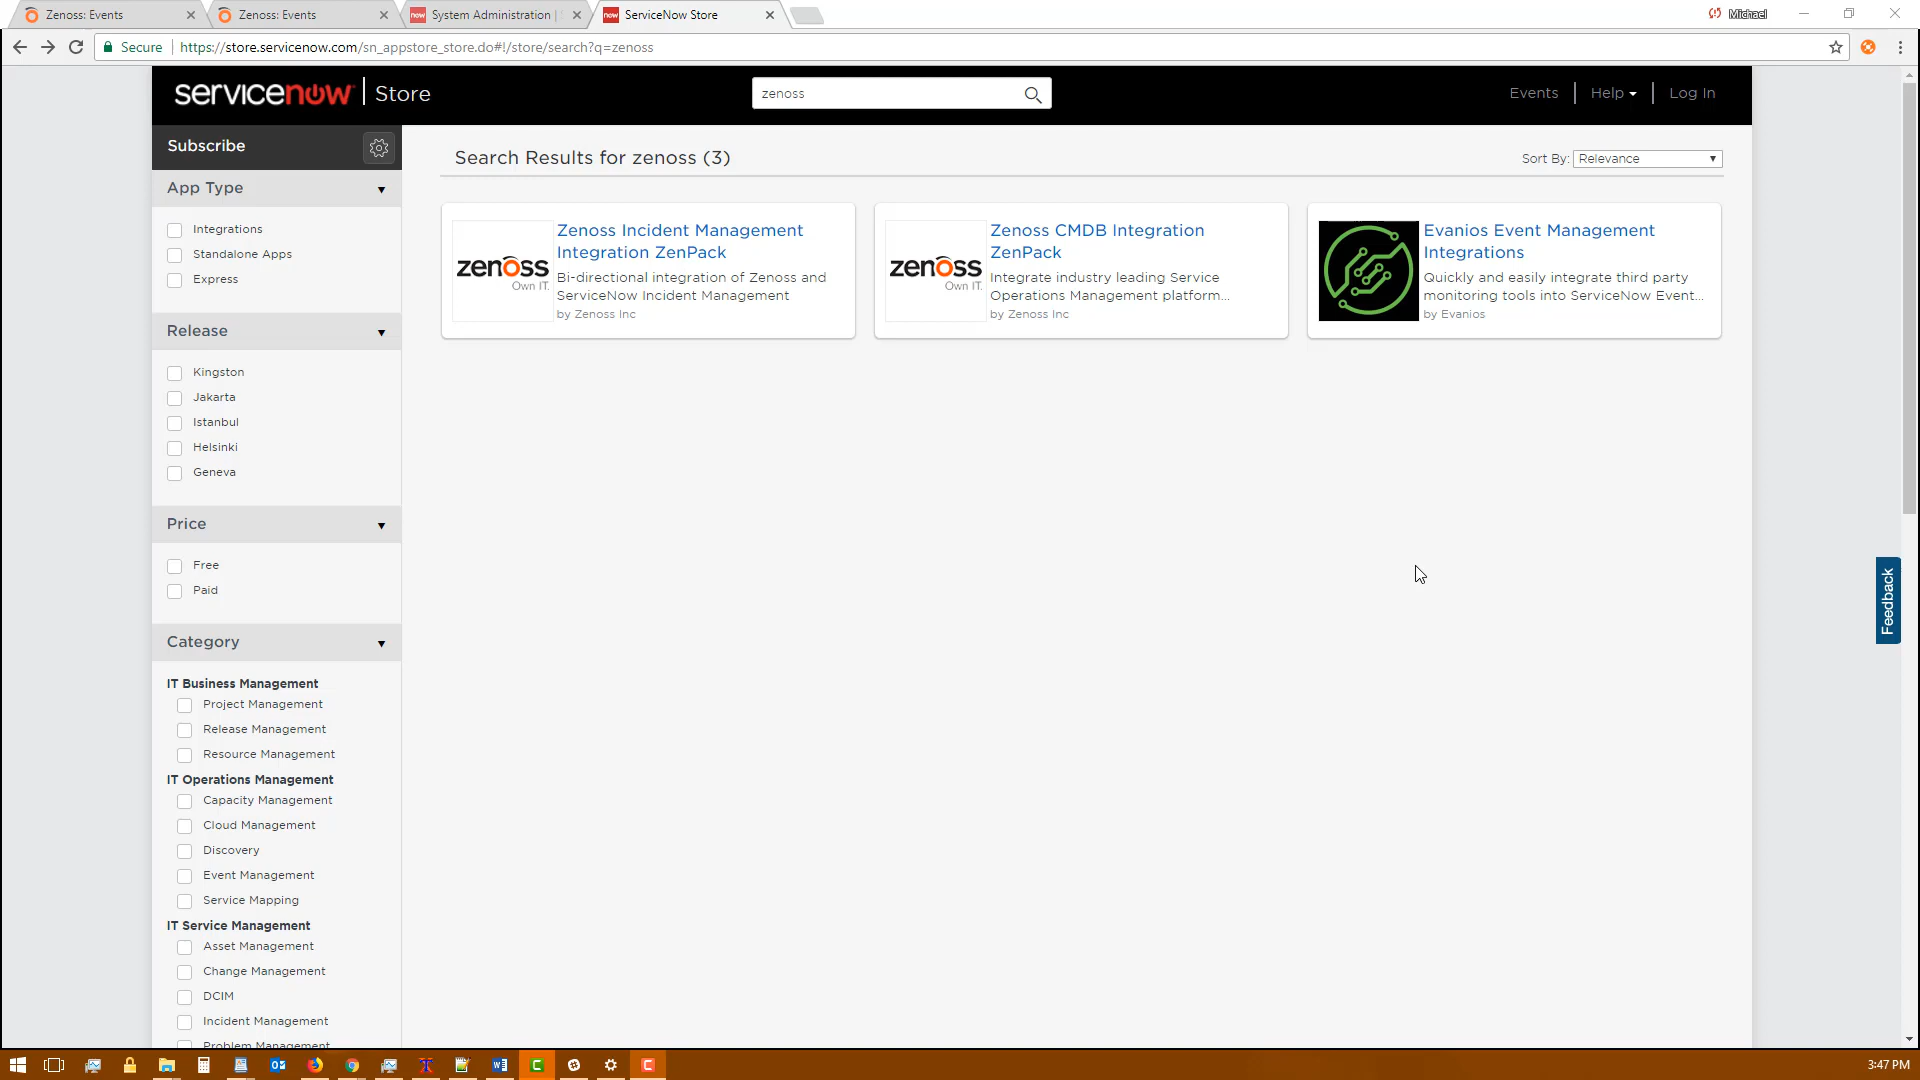 Zenoss: Events
Zenoss: Events
System Administration |
ServiceNow Store
Michael
Secure
https://store.servicenow.com/sn_appstore_store.do#!/store/search?q=zenoss
servicenow
Store
zenoss
Events
Help
Log In
Subscribe
Search Results for zenoss (3)
Sort By:
Relevance
App Type
Integrations
Standalone Apps
Express
zenoss
Own IT.
Zenoss Incident Management
Integration ZenPack
Bi-directional integration of Zenoss and
ServiceNow Incident Management
by Zenoss Inc
zenoss
Own IT.
Zenoss CMDB Integration
ZenPack
Integrate industry leading Service
Operations Management platform...
by Zenoss Inc
Evanios Event Management
Integrations
Quickly and easily integrate third party
monitoring tools into ServiceNow Event...
by Evanios
Release
Kingston
Jakarta
Istanbul
Helsinki
Geneva
Price
Free
Paid
Feedback
Category
IT Business Management
Project Management
Release Management
Resource Management
IT Operations Management
Capacity Management
Cloud Management
Discovery
Event Management
Service Mapping
IT Service Management
Asset Management
Change Management
DCIM
Incident Management
Problem Management
3:47 PM